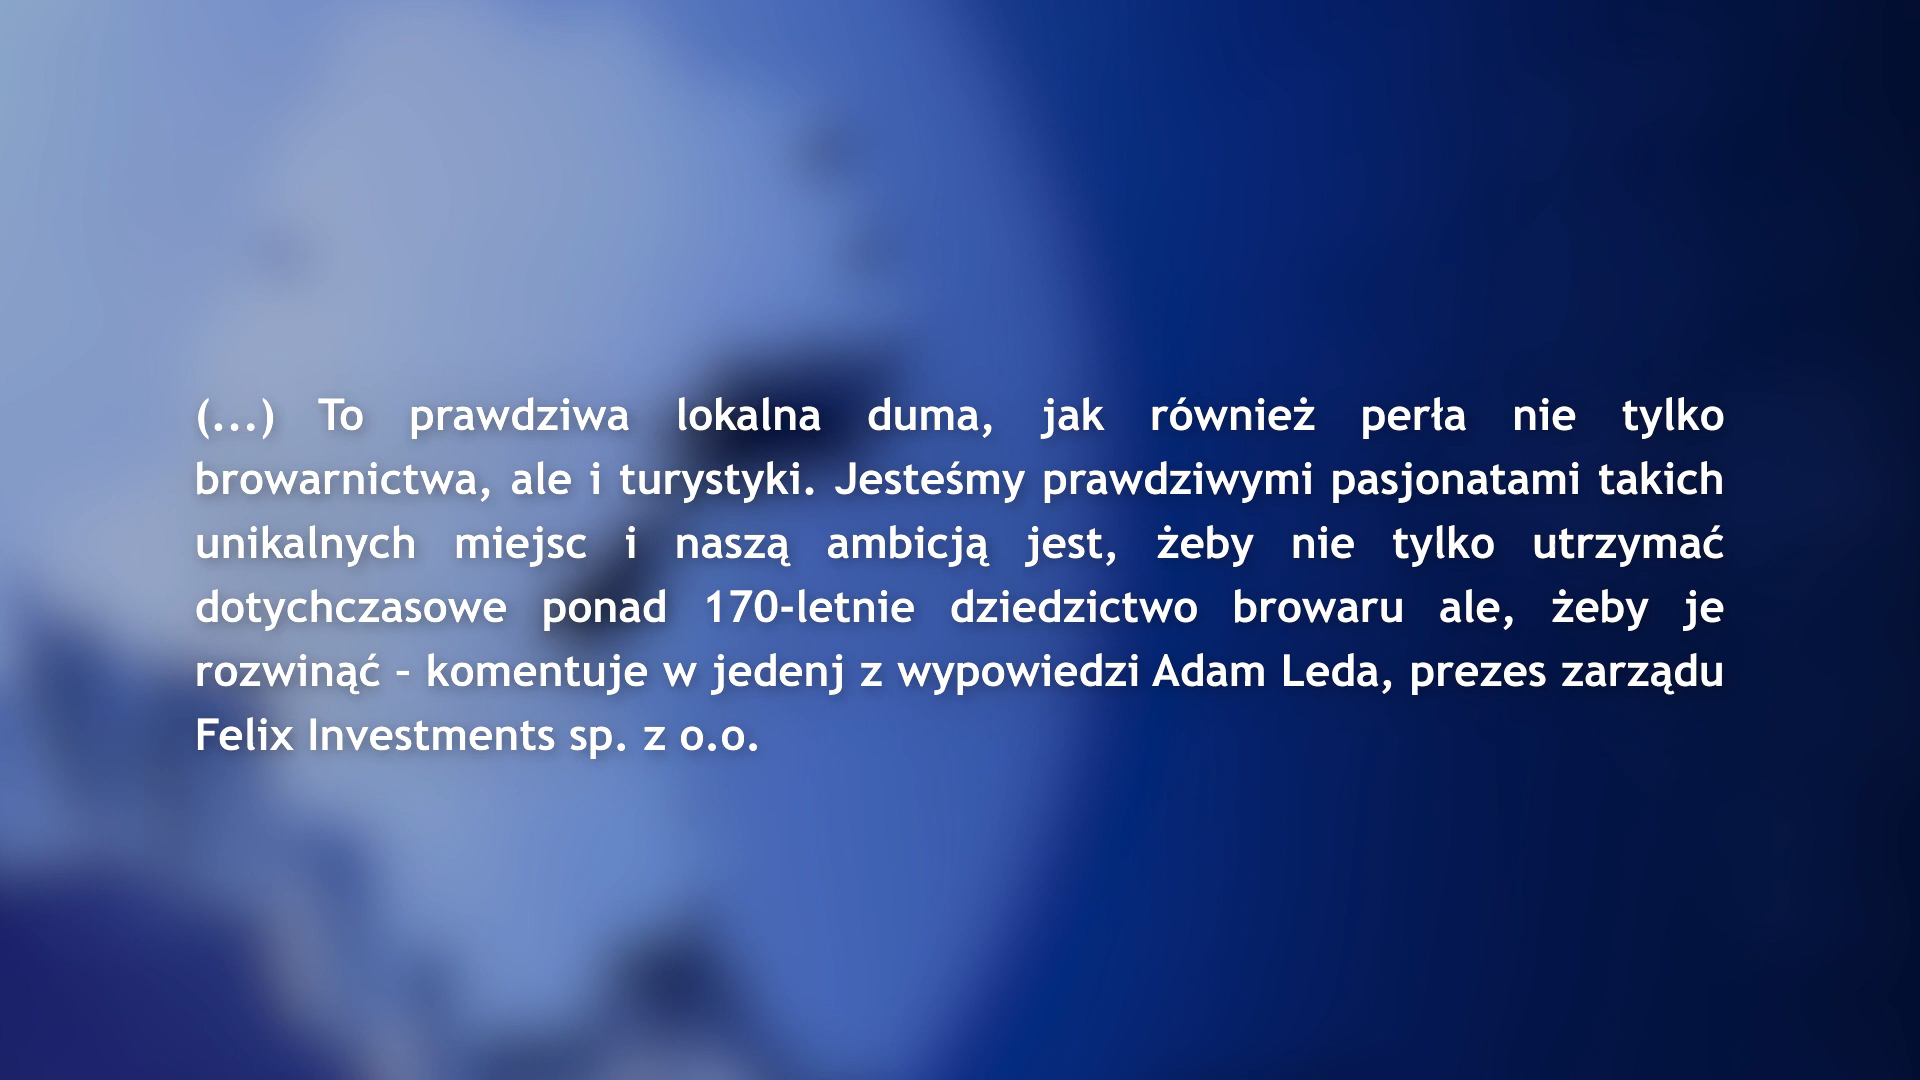 (...) To prawdziwa lokalna duma, jak również perła nie tylko
browarnictwa, ale i turystyki. Jesteśmy prawdziwymi pasjonatami takich
unikalnych miejsc i naszą ambicją jest, żeby nie tylko utrzymać
dotychczasowe ponad 170-letnie dziedzictwo browaru ale, żeby je
rozwinąć – komentuje w jedenj z wypowiedzi Adam Leda, prezes zarządu
Felix Investments sp. z o.o.